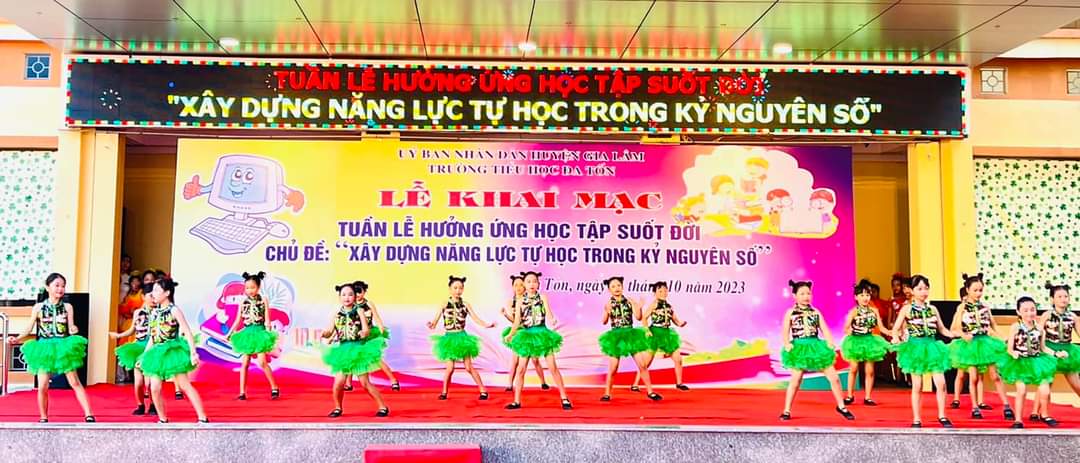 TUẦN LỄ HƯỞNG ỨNG HỌC TẬP SUỐT ĐỜI
"XÂY DỰNG NĂNG LỰC TỰ HỌC TRONG KỶ NGUYÊN SỐ"
UỶ BAN NHÂN DÂN HUYỆN GIA LÂM
TRƯỜNG TIỂU HỌC ĐA TỐN
LỄ KHAI MẠC
TUẦN LỄ HƯỞNG ỨNG HỌC TẬP SUỐT ĐỜI
CHỦ ĐỀ: "XÂY DỰNG NĂNG LỰC TỰ HỌC TRONG KỶ NGUYÊN SỐ"
Tốn, ngày tháng 10 năm 2023